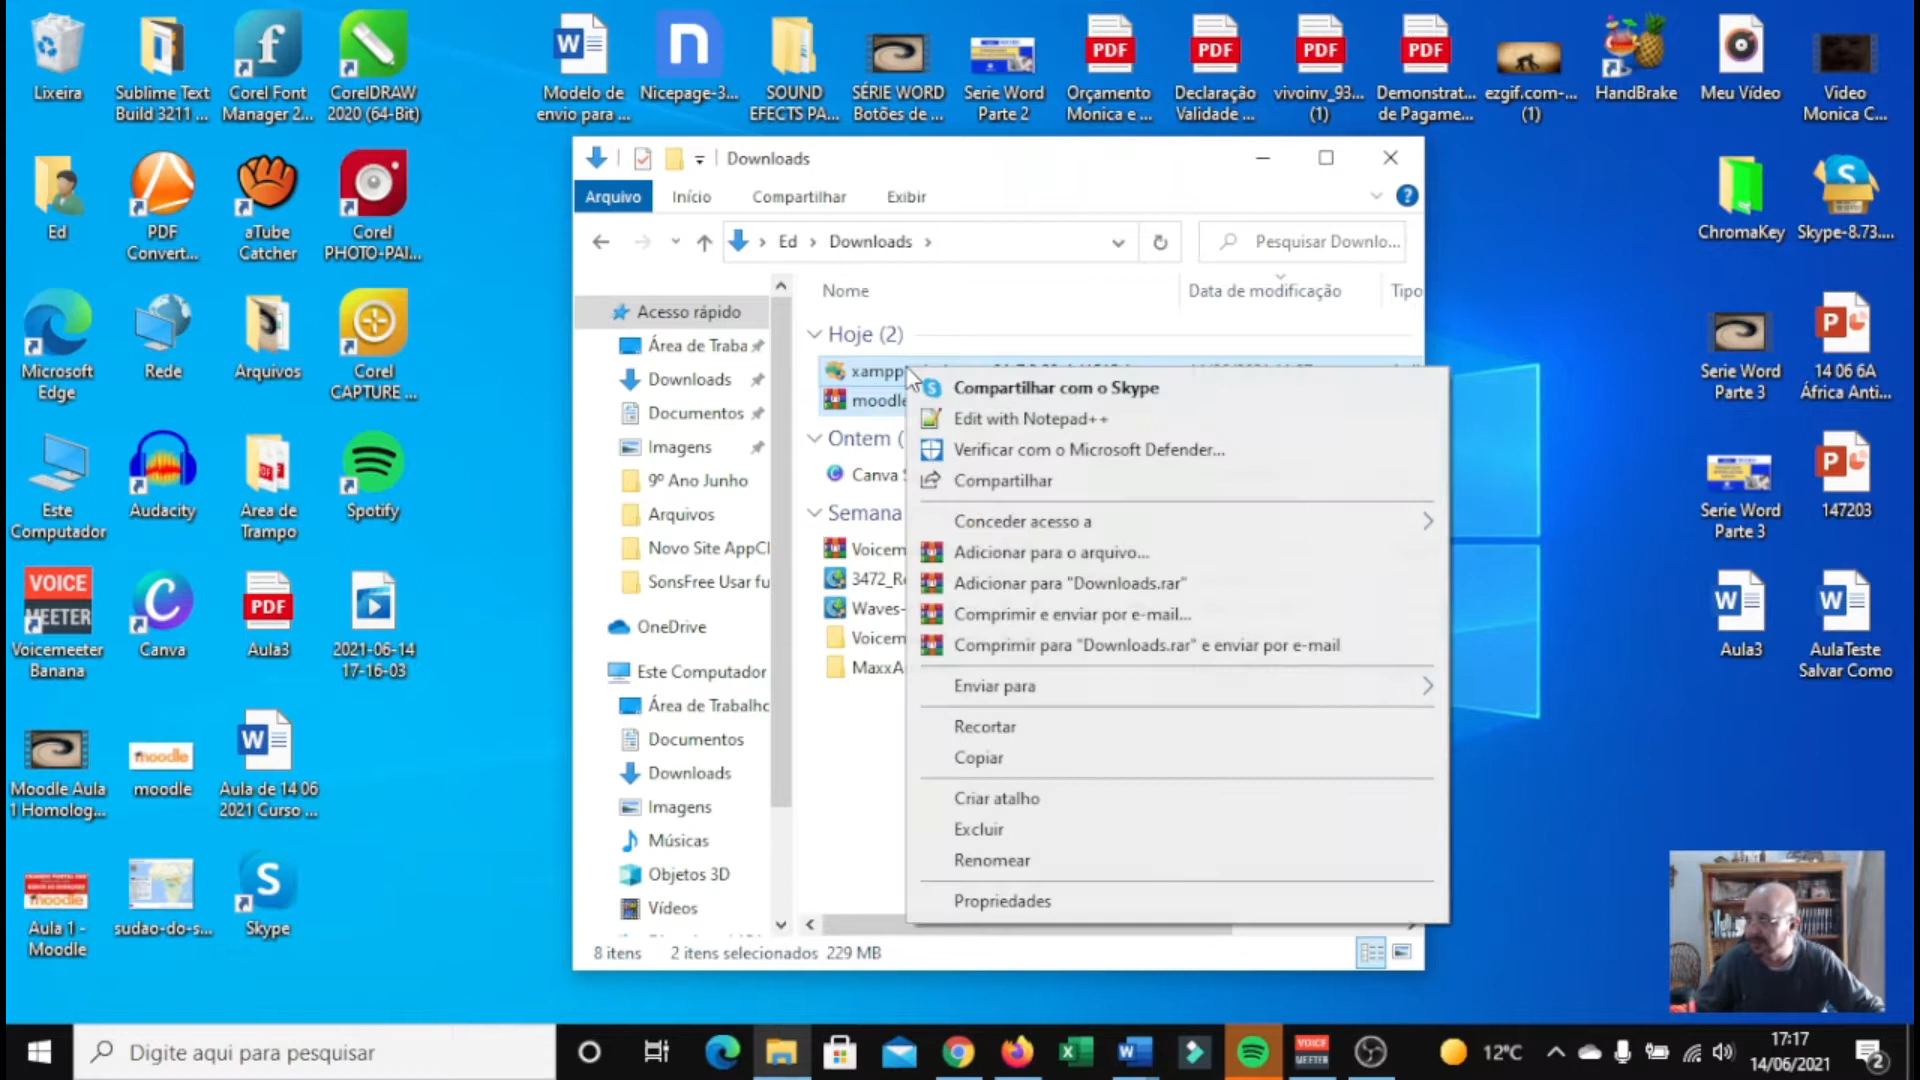 Lixeira
Sublime Text
Build 3211 ...
Corel Font
Manager 2...
CorelDRAW
2020 (64-Bit)
Modelo de
envio para ...
Nicepage-3...
SOUND
EFFECTS PA...
SÉRIE WORD
Botões de ...
Serie Word
Parte 2
PDF
Orçamento
Monica e ...
PDF
Declaração
Validade ...
PDF
vivoinv_93...
(1)
PDF
Demonstrat...
de Pagame...
ezgif.com-...
(1)
HandBrake
Meu Vídeo
Video
Monica C...
Ed
PDF
Convert...
aTube
Catcher
Corel
PHOTO-PAI...
ChromaKey
Skype-8.73....
Microsoft
Edge
Rede
Arquivos
Corel
CAPTURE ...
Serie Word
Parte 3
14 06 6A
África Anti...
Este
Computador
Audacity
Area de
Trampo
Spotify
Serie Word
Parte 3
147203
VOICE
MEETER
Voicemeeter
Banana
Canva
PDF
Aula3
2021-06-14
17-16-03
Aula3
AulaTeste
Salvar Como
Moodle Aula
1 Homolog...
moodle
moodle
Aula de 14 06
2021 Curso ...
moodle
Aula 1 -
Moodle
sudao-do-s...
Skype
Downloads
Arquivo
Início
Compartilhar
Exibir
Ed
Downloads
Pesquisar Downlo...
Nome
Data de modificação
Tipo
Acesso rápido
Área de Traba
Downloads
Documentos
Imagens
9º Ano Junho
Arquivos
Novo Site AppCl
SonsFree Usar fu
OneDrive
Este Computador
Área de Trabalho
Documentos
Downloads
Imagens
Músicas
Objetos 3D
Vídeos
Hoje (2)
xampp
moodle
Ontem (
Canva
Semana
Voicem
3472_R
Waves-
Voicem
MaxxA
Compartilhar com o Skype
Edit with Notepad++
Verificar com o Microsoft Defender...
Compartilhar
Conceder acesso a
Adicionar para o arquivo...
Adicionar para "Downloads.rar"
Comprimir e enviar por e-mail...
Comprimir para "Downloads.rar" e enviar por e-mail
Enviar para
Recortar
Copiar
Criar atalho
Excluir
Renomear
Propriedades
8 itens
2 itens selecionados 229 MB
Digite aqui para pesquisar
VOICE
MEETER
12°C
17:17
14/06/2021
2